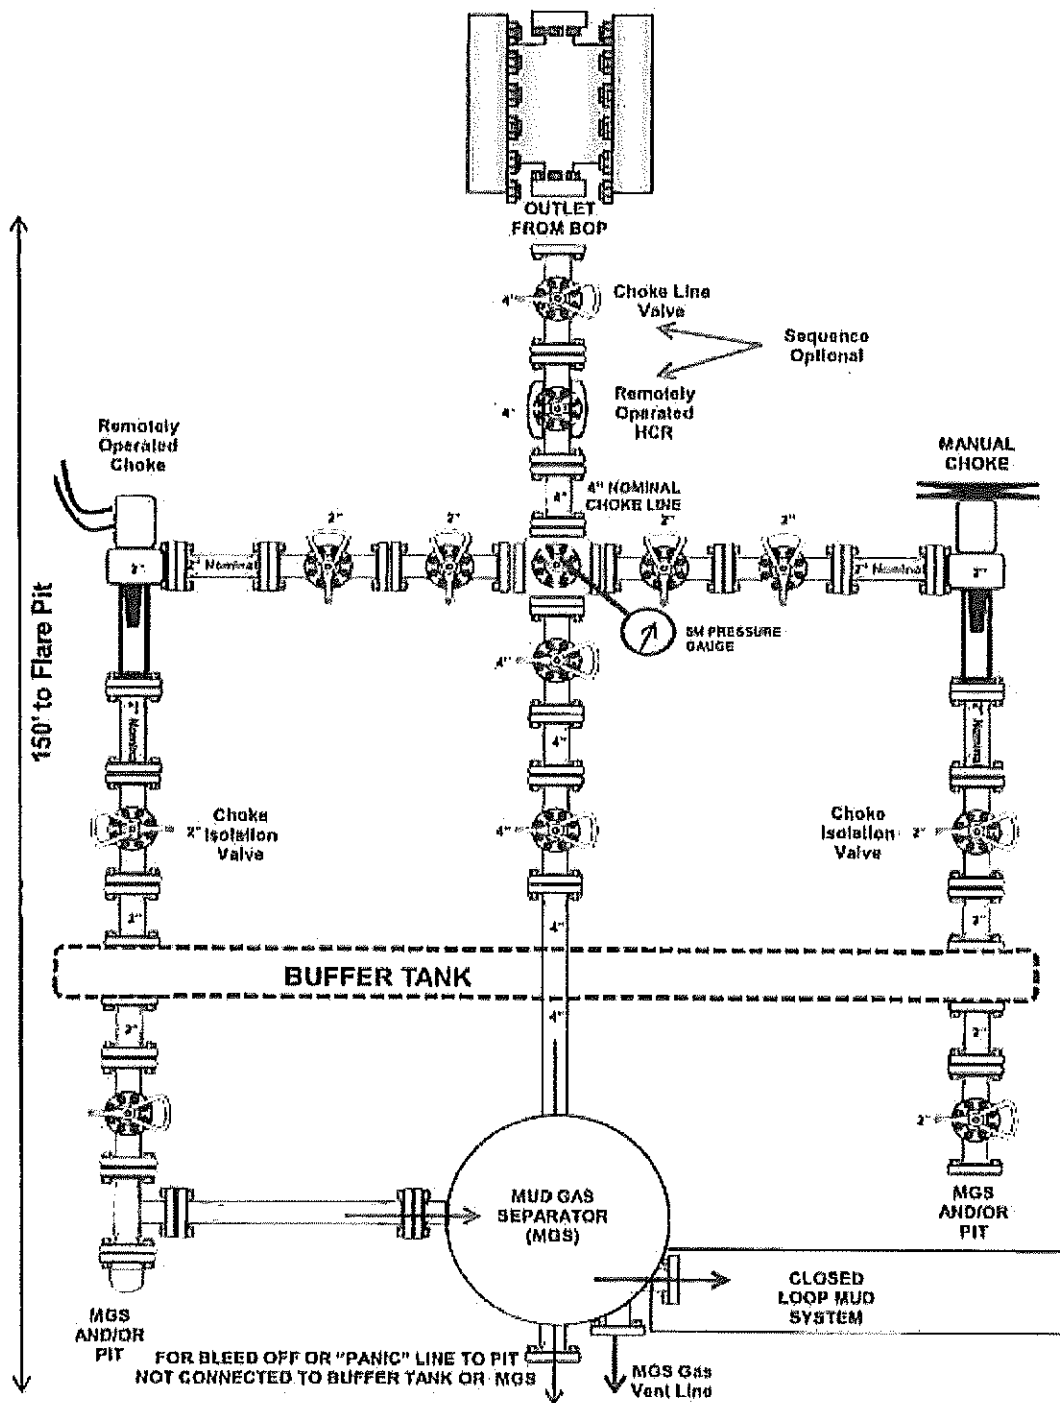 OUTLET
FROM BOP
4"
Choke Line
Valve
Sequence
Optional
4"
Remotely
Operated
HCR
Remotely
Operated
Choke
MANUAL
CHOKE
4"
4" NOMINAL
CHOKE LINE
2"
2"
2"
2"
2"
2" Nominal
2" Nominal
2"
5M PRESSURE
GAUGE
4"
150' to Flare Pit
2" Nominal
4"
2" Nominal
Choke
Isolation
Valve
2"
4"
Choke
Isolation
Valve
2"
2"
4"
2"
BUFFER TANK
2"
4"
2"
2"
MUD GAS
SEPARATOR
(MGS)
MGS
AND/OR
PIT
CLOSED
LOOP MUD
SYSTEM
MGS
AND/OR
PIT
FOR BLEED OFF OR "PANIC" LINE TO PIT
NOT CONNECTED TO BUFFER TANK OR MGS
MGS Gas
Vent Line